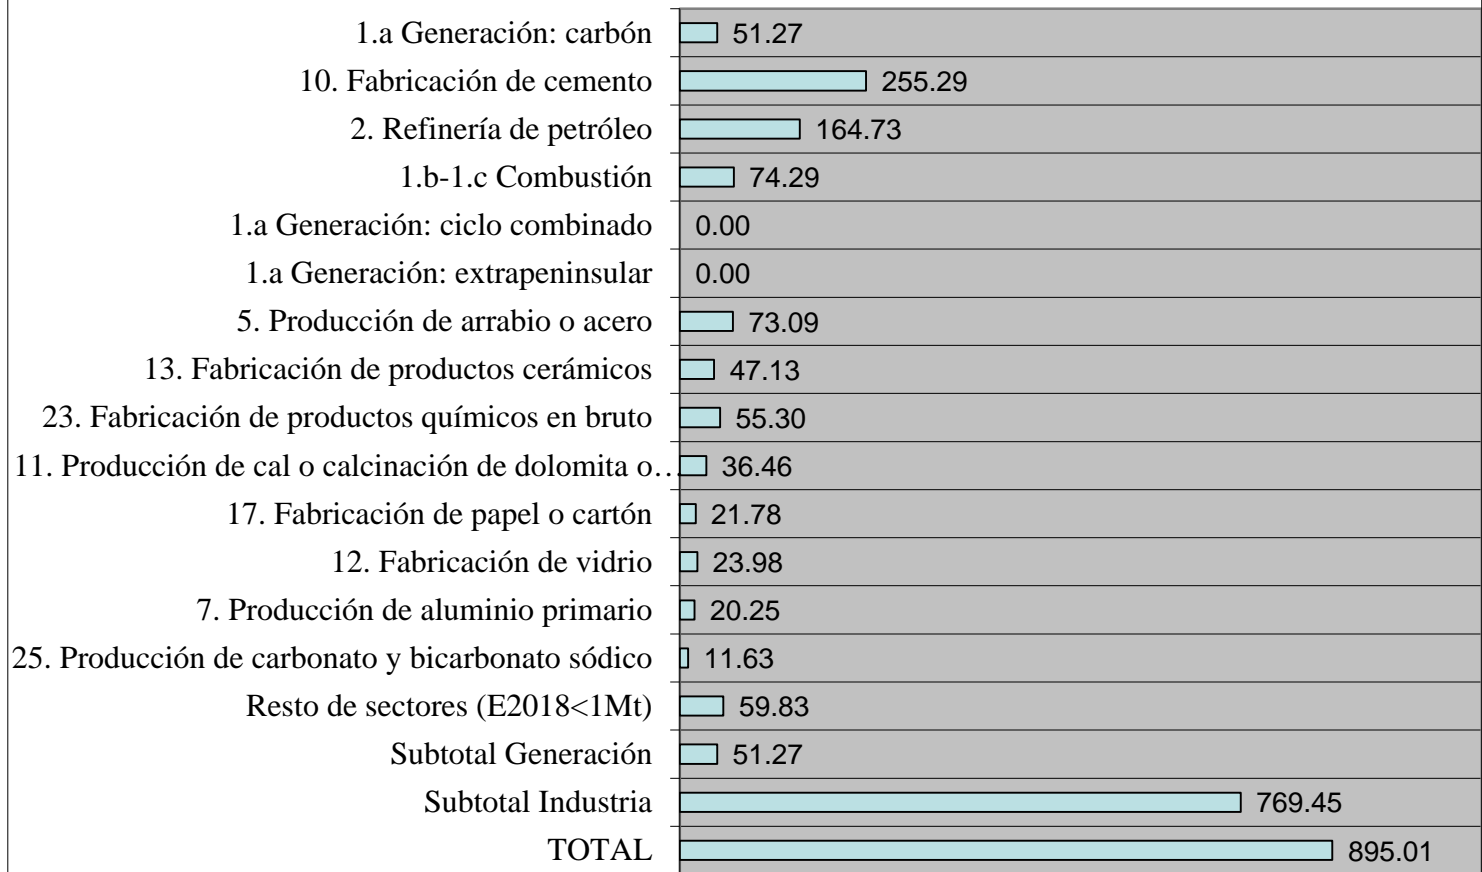 1.a Generación: carbón 51.27
10. Fabricación de cemento 255.29
2. Refinería de petróleo 164.73
1.b-1.c Combustión 74.29
1.a Generación: ciclo combinado 0.00
1.a Generación: extrapeninsular 0.00
5. Producción de arrabio o acero 73.09
13. Fabricación de productos cerámicos 47.13
23. Fabricación de productos químicos en bruto 55.30
11. Producción de cal o calcinación de dolomita o… 36.46
17. Fabricación de papel o cartón 21.78
12. Fabricación de vidrio 23.98
7. Producción de aluminio primario 20.25
25. Producción de carbonato y bicarbonato sódico 11.63
Resto de sectores (E2018<1Mt) 59.83
Subtotal Generación 51.27
Subtotal Industria 769.45
TOTAL 895.01